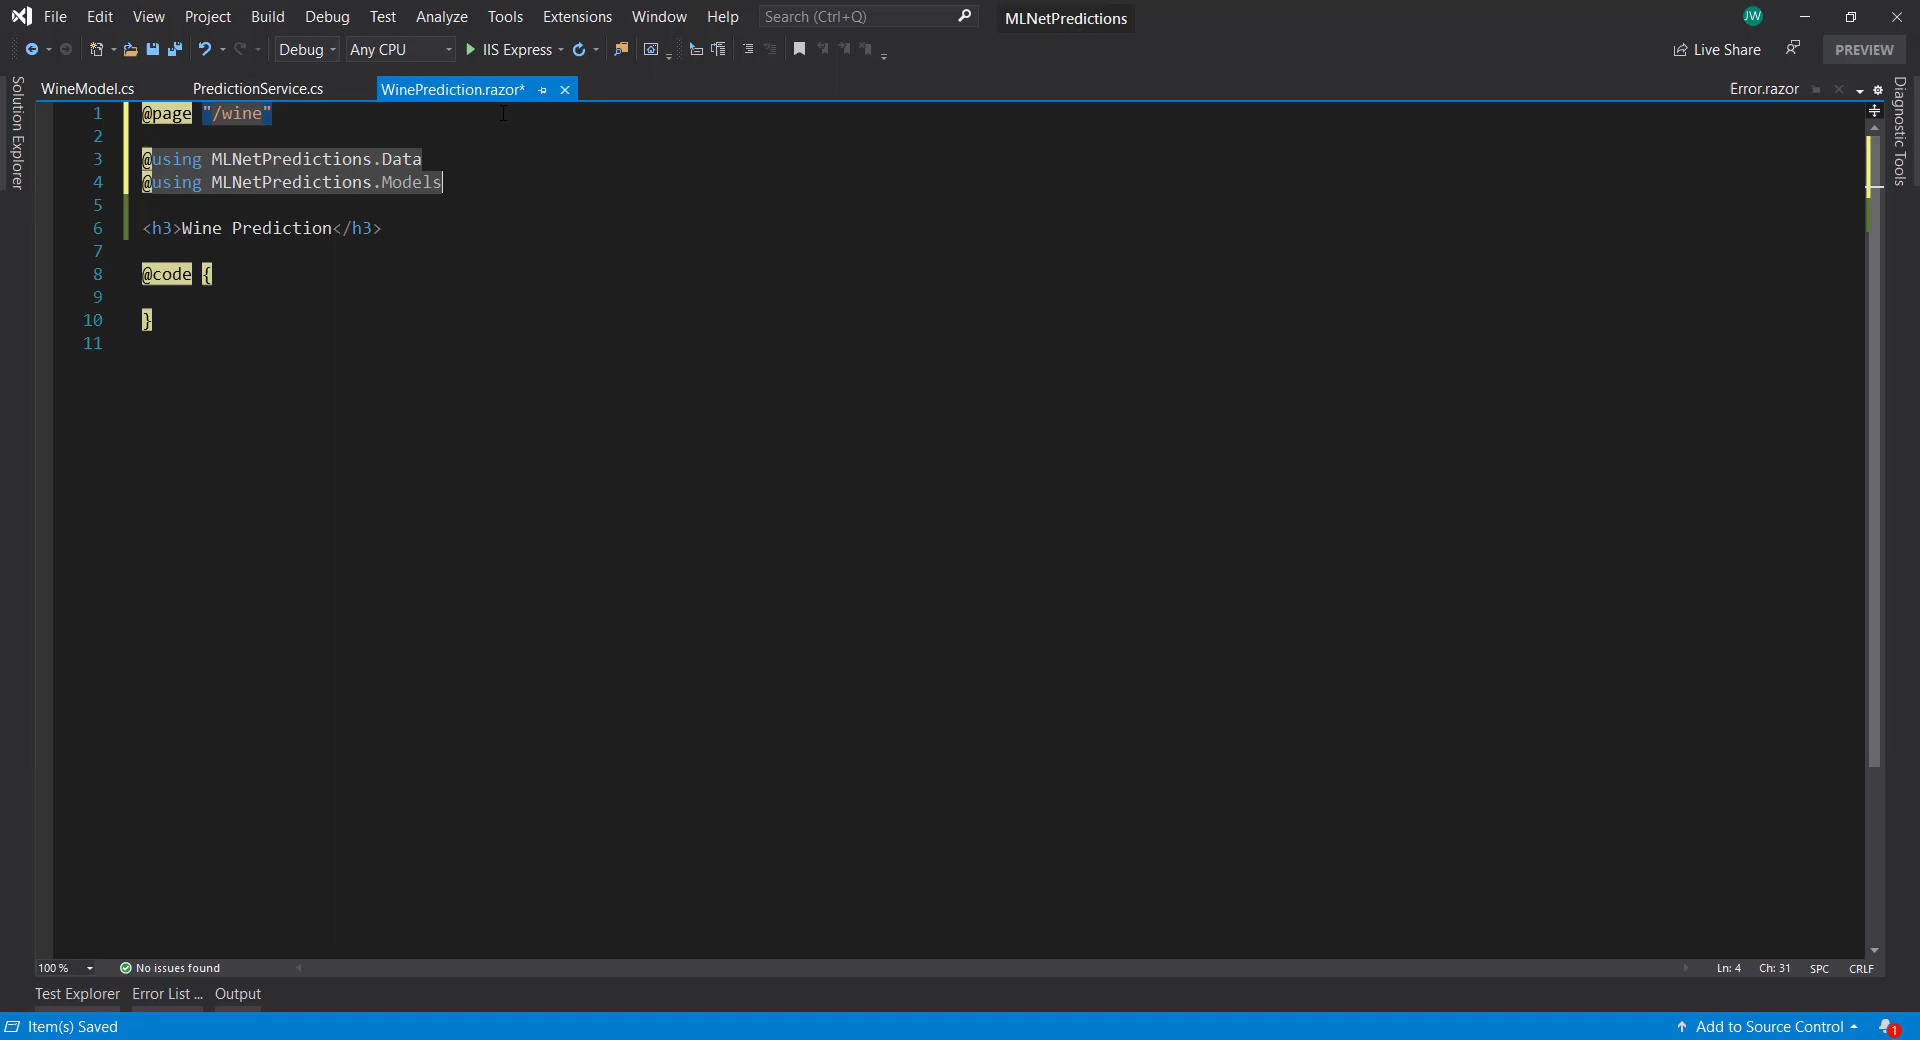 File Edit View Project Build Debug Test Analyze Tools Extensions Window Help Search (Ctrl+Q) MLNetPredictions JW
Debug Any CPU IIS Express Live Share PREVIEW
WineModel.cs PredictionService.cs WinePrediction.razor* Error.razor
Solution Explorer
Diagnostic Tools
1 @page "/wine"
2
3 @using MLNetPredictions.Data
4 @using MLNetPredictions.Models
5
6 <h3>Wine Prediction</h3>
7
8 @code {
9
10 }
11
100 % No issues found Ln: 4 Ch: 31 SPC CRLF
Test Explorer Error List ... Output
Item(s) Saved Add to Source Control 1